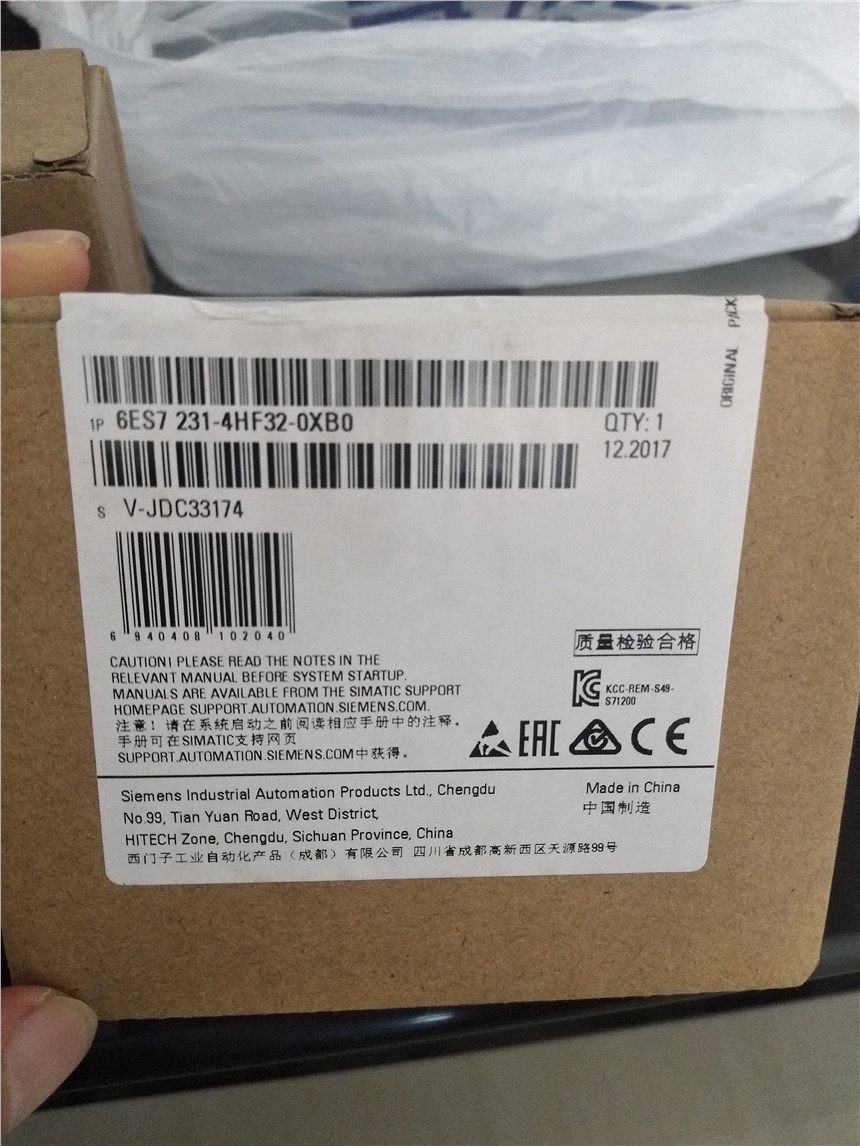 ORIGINAL PACK
1P 6ES7 231-4HF32-0XB0
QTY: 1
12.2017
S V-JDC33174
6 940408 102040
CAUTION! PLEASE READ THE NOTES IN THE
RELEVANT MANUAL BEFORE SYSTEM STARTUP.
MANUALS ARE AVAILABLE FROM THE SIMATIC SUPPORT
HOMEPAGE SUPPORT.AUTOMATION.SIEMENS.COM.
注意！请在系统启动之前阅读相应手册中的注释。
手册可在SIMATIC支持网页
SUPPORT.AUTOMATION.SIEMENS.COM中获得。
质量检验合格
KCC-REM-S49-
S71200
EAC CE
Siemens Industrial Automation Products Ltd., Chengdu
No.99, Tian Yuan Road, West District,
HITECH Zone, Chengdu, Sichuan Province, China
西门子工业自动化产品（成都）有限公司 四川省成都高新西区天源路99号
Made in China
中国制造